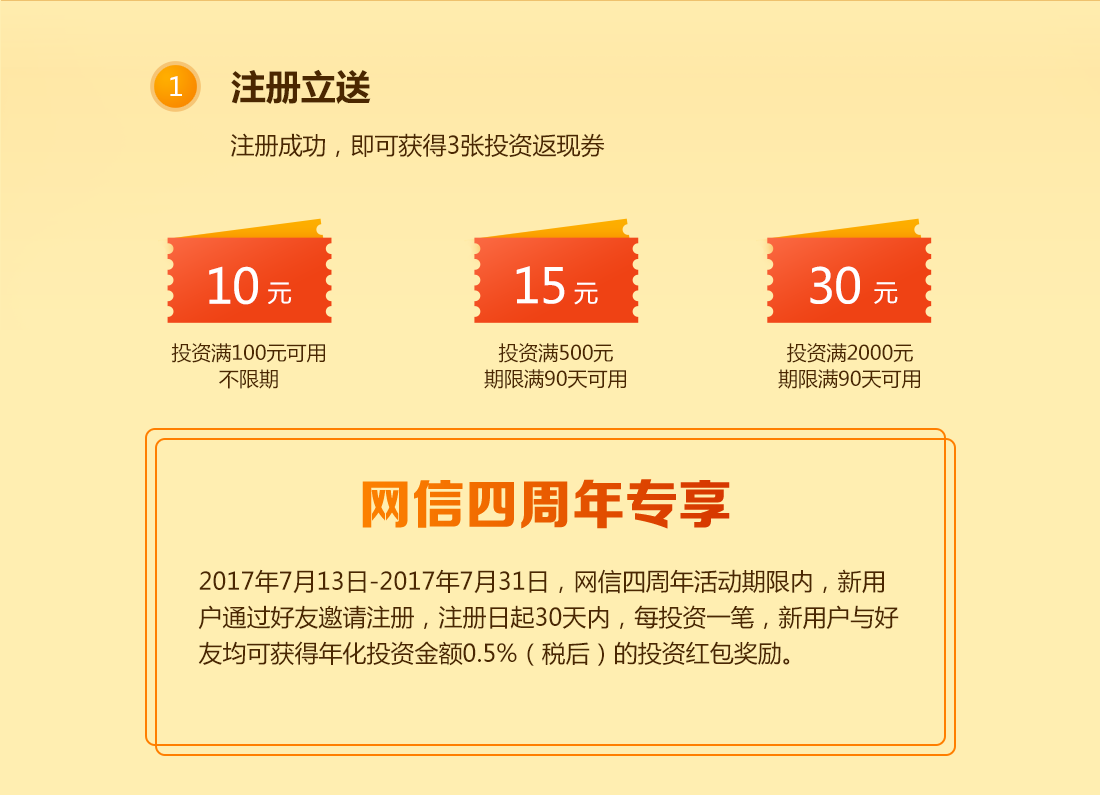 1 注册立送
注册成功，即可获得3张投资返现券
10元 15元 30元
投资满100元可用 投资满500元 投资满2000元
不限期 期限满90天可用 期限满90天可用
网信四周年专享
2017年7月13日-2017年7月31日，网信四周年活动期限内，新用
户通过好友邀请注册，注册日起30天内，每投资一笔，新用户与好
友均可获得年化投资金额0.5%（税后）的投资红包奖励。